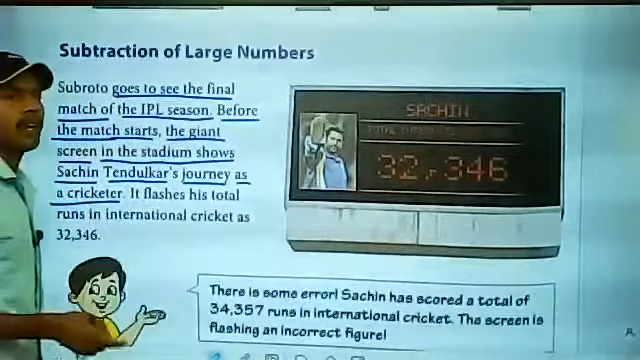 Subtraction of Large Numbers
Subroto goes to see the final
match of the IPL season. Before
the match starts, the giant
screen in the stadium shows
Sachin Tendulkar's journey as
a cricketer. It flashes his total
runs in international cricket as
32,346.
SACHIN
32,346
There is some error! Sachin has scored a total of
34,357 runs in international cricket. The screen is
flashing an incorrect figure!